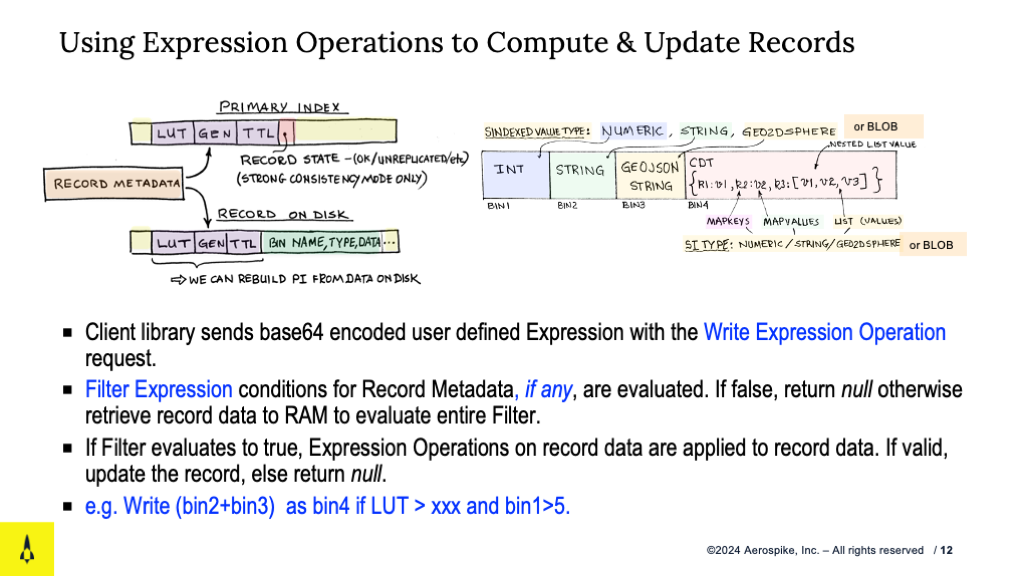 Using Expression Operations to Compute & Update Records
PRIMARY INDEX
LUT GEN TTL
RECORD STATE - (OK/UNREPLICATED/etc)
(STRONG CONSISTENCY MODE ONLY)
RECORD METADATA
RECORD ON DISK
LUT GEN TTL BIN NAME, TYPE, DATA...
⇒ WE CAN REBUILD PI FROM DATA ON DISK
SINDEXED VALUE TYPE: NUMERIC, STRING, GEO2DSPHERE or BLOB
NESTED LIST VALUE
INT STRING GEOJSON STRING CDT
{k1:v1, k2:v2, k3:[v1, v2, v3]}
BIN1 BIN2 BIN3 BIN4
MAPKEYS MAPVALUES LIST (VALUES)
SI TYPE: NUMERIC/STRING/GEO2DSPHERE or BLOB
▪ Client library sends base64 encoded user defined Expression with the Write Expression Operation
request.
▪ Filter Expression conditions for Record Metadata, if any, are evaluated. If false, return null otherwise
retrieve record data to RAM to evaluate entire Filter.
▪ If Filter evaluates to true, Expression Operations on record data are applied to record data. If valid,
update the record, else return null.
▪ e.g. Write (bin2+bin3) as bin4 if LUT > xxx and bin1>5.
©2024 Aerospike, Inc. – All rights reserved / 12